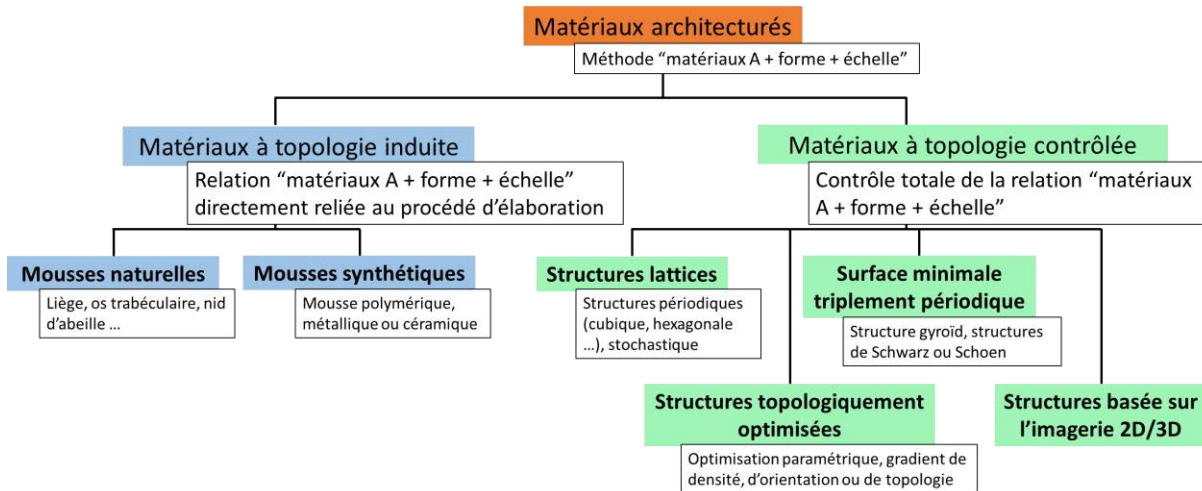 Matériaux architecturés
Méthode “matériaux A + forme + échelle”
Matériaux à topologie induite
Relation “matériaux A + forme + échelle”
directement reliée au procédé d’élaboration
Matériaux à topologie contrôlée
Contrôle totale de la relation “matériaux
A + forme + échelle”
Mousses naturelles
Liège, os trabéculaire, nid
d’abeille …
Mousses synthétiques
Mousse polymérique,
métallique ou céramique
Structures lattices
Structures périodiques
(cubique, hexagonale
…), stochastique
Surface minimale
triplement périodique
Structure gyroïd, structures
de Schwarz ou Schoen
Structures topologiquement
optimisées
Optimisation paramétrique, gradient de
densité, d’orientation ou de topologie
Structures basée sur
l’imagerie 2D/3D